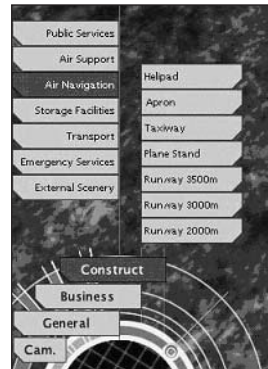 Public Services
Air Support
Air Navigation
Storage Facilities
Transport
Emergency Services
External Scenery
Helipad
Apron
Taxiway
Plane Stand
Runway 3500m
Runway 3000m
Runway 2000m
Construct
Business
General
Cam.